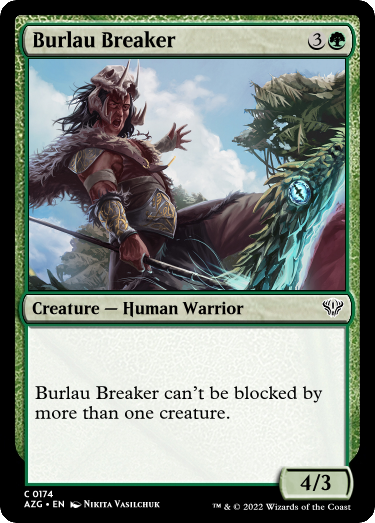 Burlau Breaker 3
Creature — Human Warrior
Burlau Breaker can't be blocked by
more than one creature.
4/3
C 0174
AZG • EN Nikita Vasilchuk
™ & © 2022 Wizards of the Coast